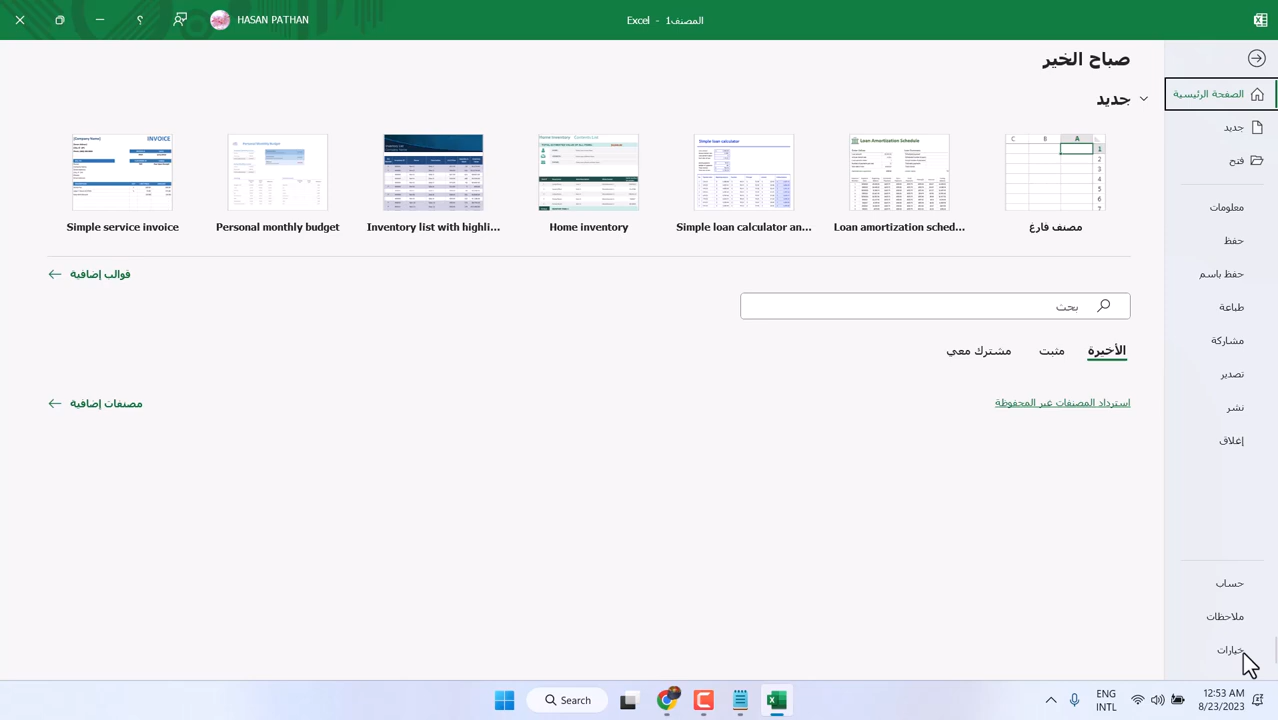 HASAN PATHAN
المصنف1 - Excel
الصفحة الرئيسية
معلومات
حفظ
حفظ باسم
طباعة
مشاركة
تصدير
نشر
إغلاق
حساب
ملاحظات
خيارات
صباح الخير
جديد
مصنف فارغ
Loan amortization sched...
Simple loan calculator an...
Home inventory
Inventory list with highli...
Personal monthly budget
Simple service invoice
قوالب إضافية
بحث
الأخيرة
مثبت
مشترك معي
استرداد المصنفات غير المحفوظة
مصنفات إضافية
Search
ENG
INTL
12:53 AM
8/23/2023